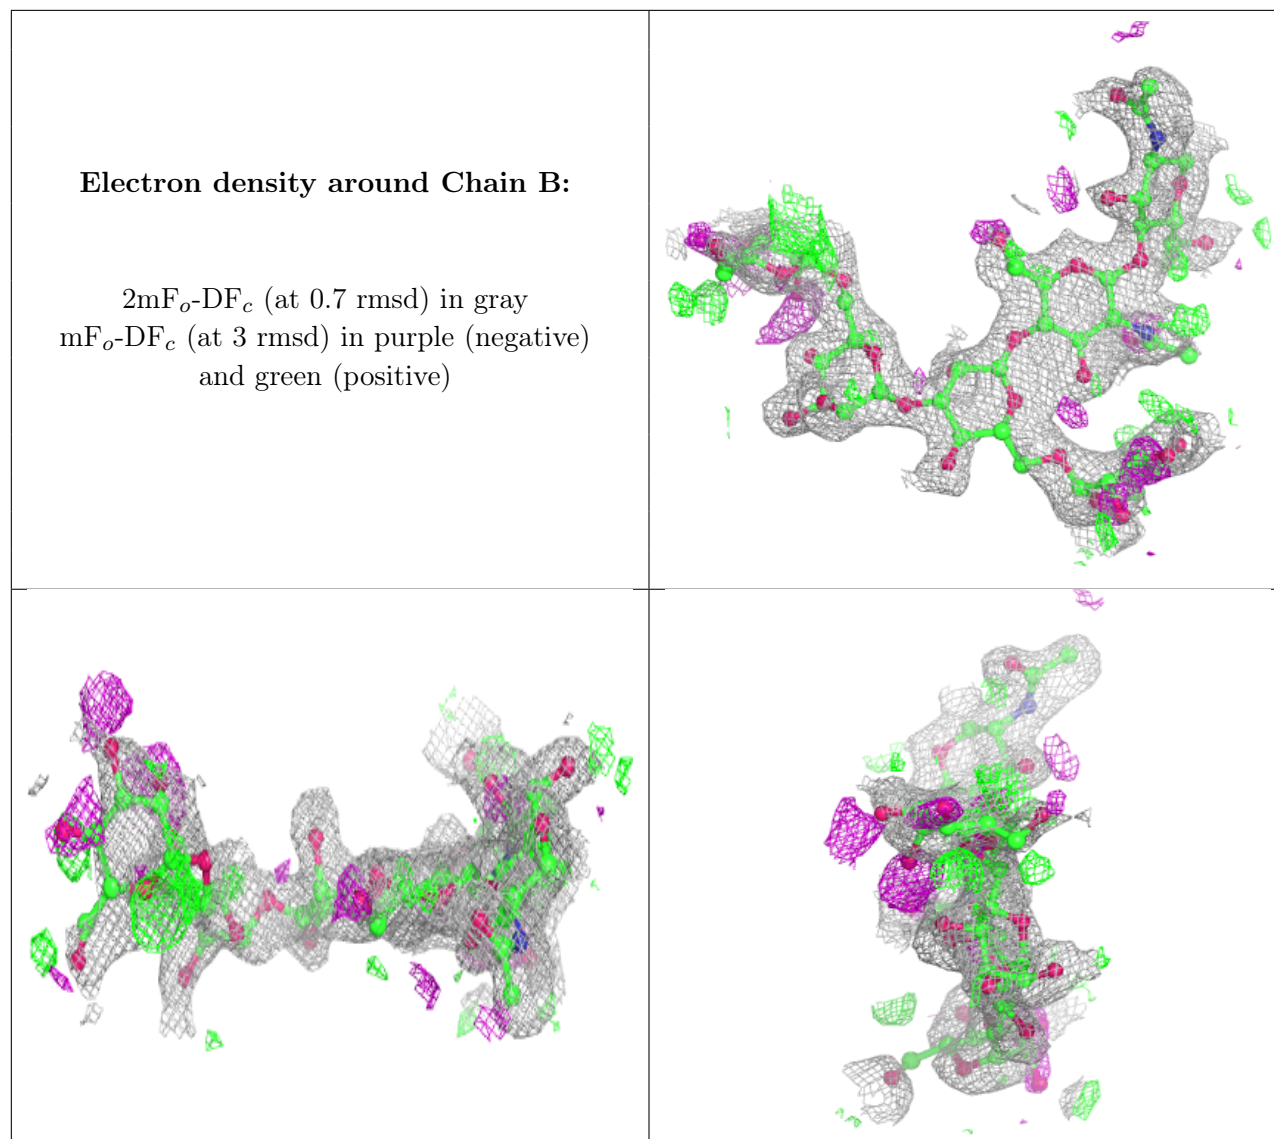 Electron density around Chain B:
2mFo-DFc (at 0.7 rmsd) in gray
mFo-DFc (at 3 rmsd) in purple (negative)
and green (positive)